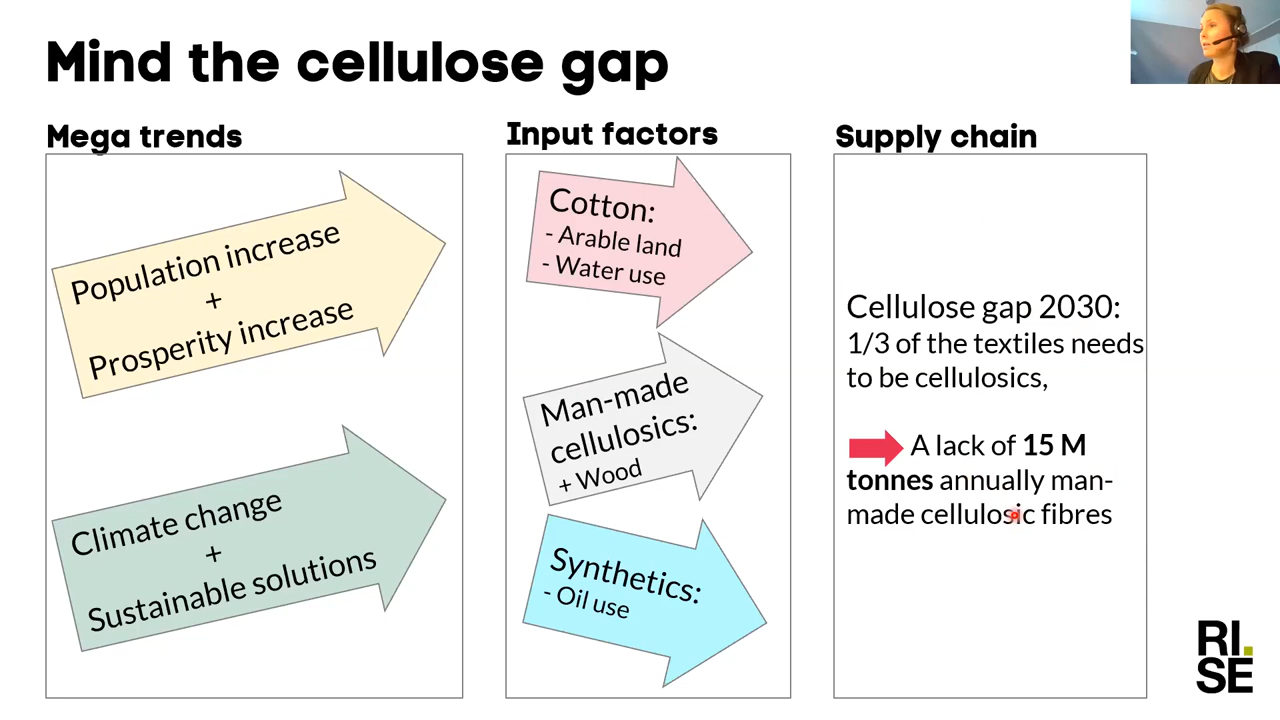 Mind the cellulose gap
Mega trends
Population increase
+
Prosperity increase
Climate change
+
Sustainable solutions
Input factors
Cotton:
- Arable land
- Water use
Man-made
cellulosics:
+ Wood
Synthetics:
- Oil use
Supply chain
Cellulose gap 2030:
1/3 of the textiles needs
to be cellulosics,
A lack of 15 M
tonnes annually man-
made cellulosic fibres
RI.
SE